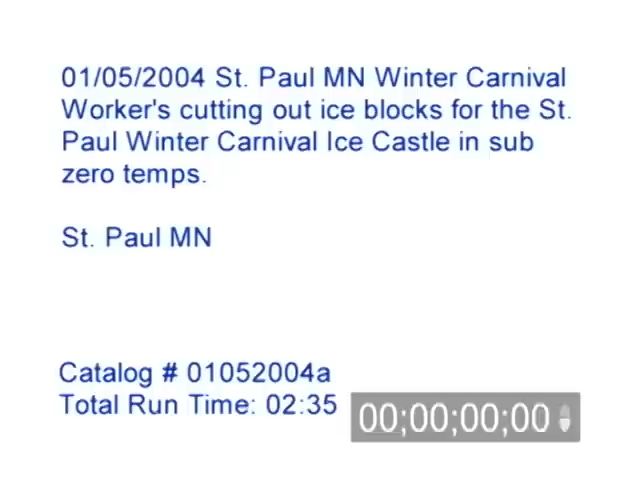 01/05/2004 St. Paul MN Winter Carnival
Worker's cutting out ice blocks for the St.
Paul Winter Carnival Ice Castle in sub
zero temps.
St. Paul MN
Catalog # 01052004a
Total Run Time: 02:35
00;00;00;00